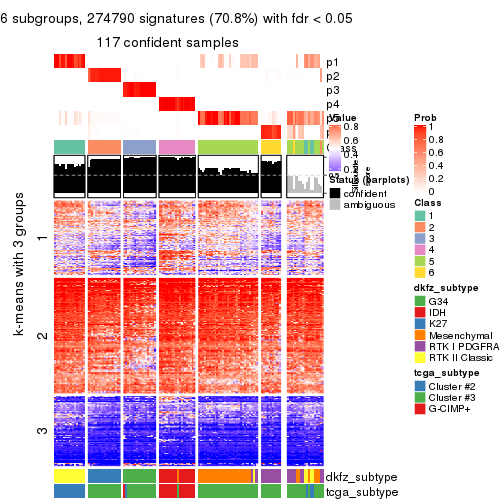 6 subgroups, 274790 signatures (70.8%) with fdr < 0.05
117 confident samples
p1
p2
p3
p4
k-means with 3 groups
1
2
3
Value
0.8
0.6
0.4
0.2
Status (barplots)
confident
ambiguous
Prob
1
0.8
0.6
0.4
0.2
0
Class
1
2
3
4
5
6
dkfz_subtype
G34
IDH
K27
Mesenchymal
RTK I PDGFRA
RTK II Classic
tcga_subtype
Cluster #2
Cluster #3
G-CIMP+
dkfz_subtype
tcga_subtype